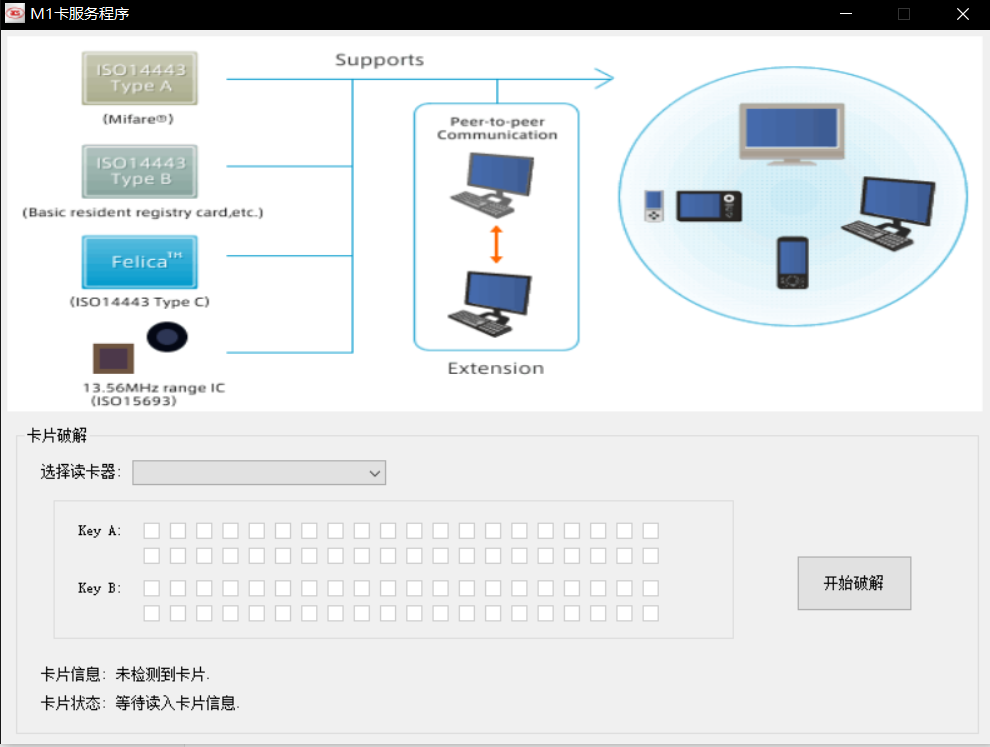 M1卡服务程序
Supports
ISO14443
Type A
(Mifare®)
ISO14443
Type B
(Basic resident registry card,etc.)
Felica™
(ISO14443 Type C)
13.56MHz range IC
(ISO15693)
Peer-to-peer
Communication
Extension
卡片破解
选择读卡器:
Key A:
Key B:
开始破解
卡片信息: 未检测到卡片.
卡片状态: 等待读入卡片信息.